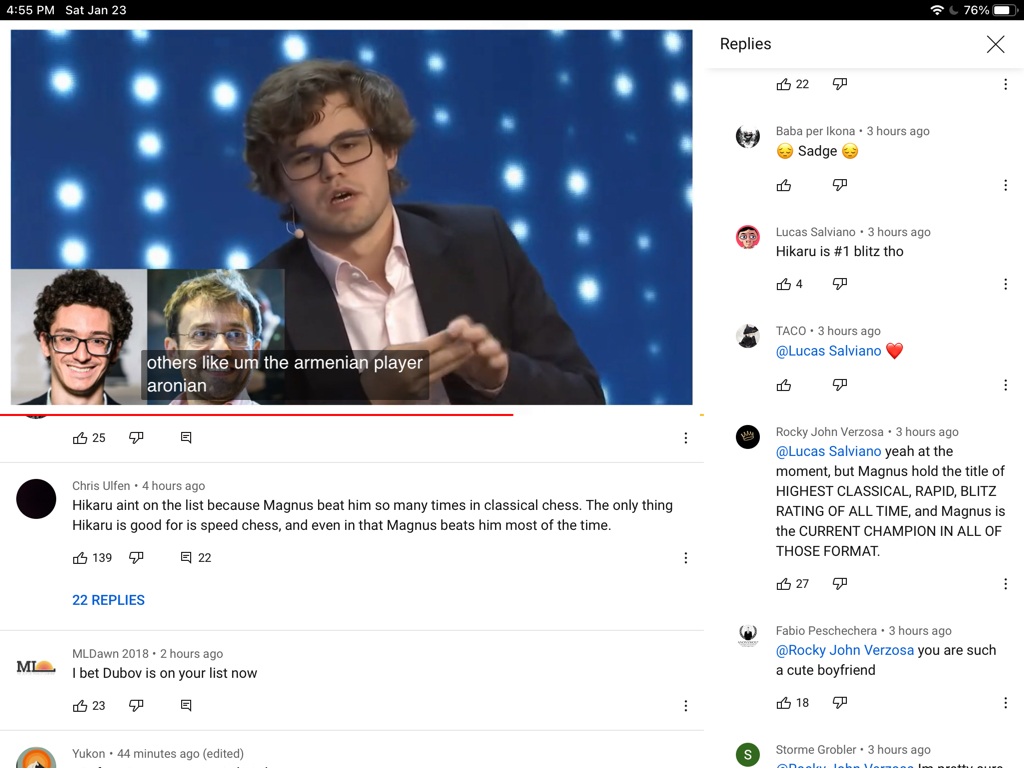 4:55 PM Sat Jan 23
76%
others like um the armenian player
aronian
25
Chris Ulfen • 4 hours ago
Hikaru aint on the list because Magnus beat him so many times in classical chess. The only thing
Hikaru is good for is speed chess, and even in that Magnus beats him most of the time.
139
22
22 REPLIES
MLDawn 2018 • 2 hours ago
I bet Dubov is on your list now
23
Yukon • 44 minutes ago (edited)
Replies
22
Baba per Ikona • 3 hours ago
😔 Sadge 😔
Lucas Salviano • 3 hours ago
Hikaru is #1 blitz tho
4
TACO • 3 hours ago
@Lucas Salviano ❤️
Rocky John Verzosa • 3 hours ago
@Lucas Salviano yeah at the
moment, but Magnus hold the title of
HIGHEST CLASSICAL, RAPID, BLITZ
RATING OF ALL TIME, and Magnus is
the CURRENT CHAMPION IN ALL OF
THOSE FORMAT.
27
Fabio Peschechera • 3 hours ago
@Rocky John Verzosa you are such
a cute boyfriend
18
S
Storme Grobler • 3 hours ago
@Rocky John Verzosa Im pretty sure